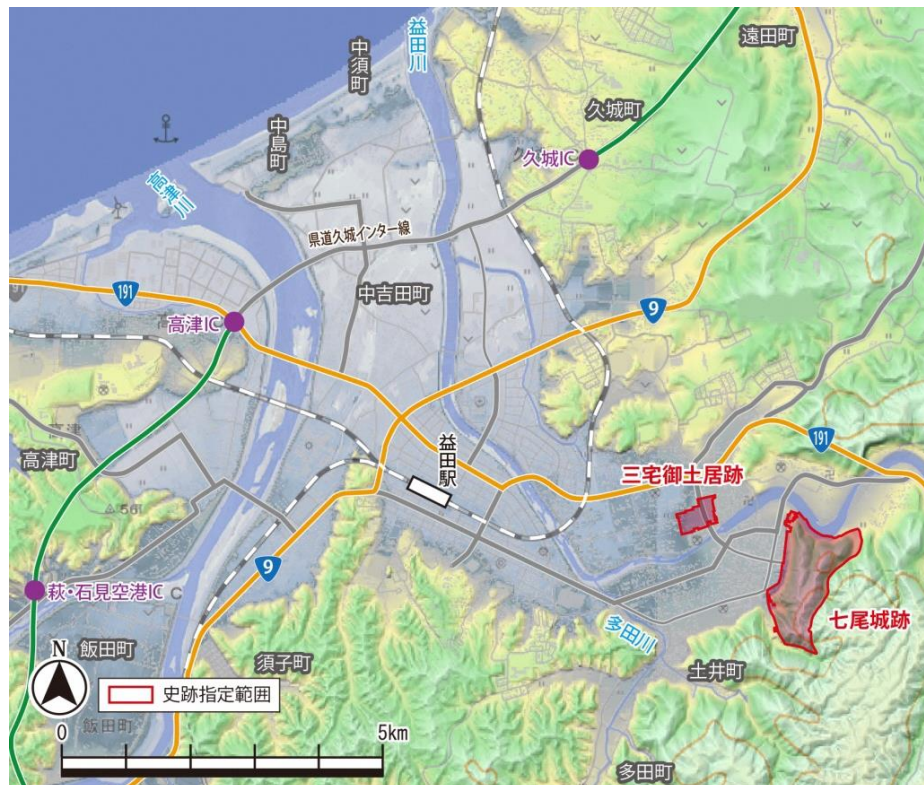 益田川
中須町
遠田町
久城町
中島町
久城IC
高津川
県道久城インター線
191
中吉田町
9
高津IC
益田駅
高津
高津町
191
三宅御土居跡
56
9
萩・石見空港IC
七尾城跡
多田川
飯田町
須子町
土井町
N
史跡指定範囲
飯田町
0
5km
多田町